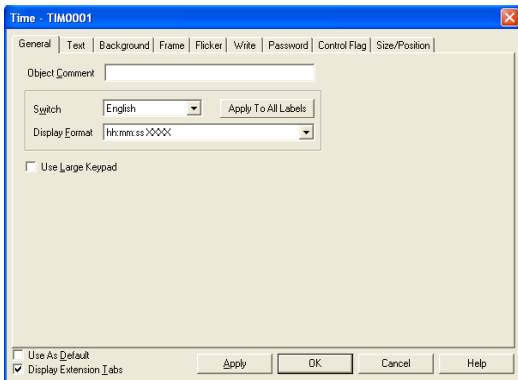 Time - TIM0001
General Text Background Frame Flicker Write Password Control Flag Size/Position
Object Comment
Switch English Apply To All Labels
Display Format hh:mm:ss XXXX
Use Large Keypad
Use As Default
Display Extension Tabs
Apply OK Cancel Help